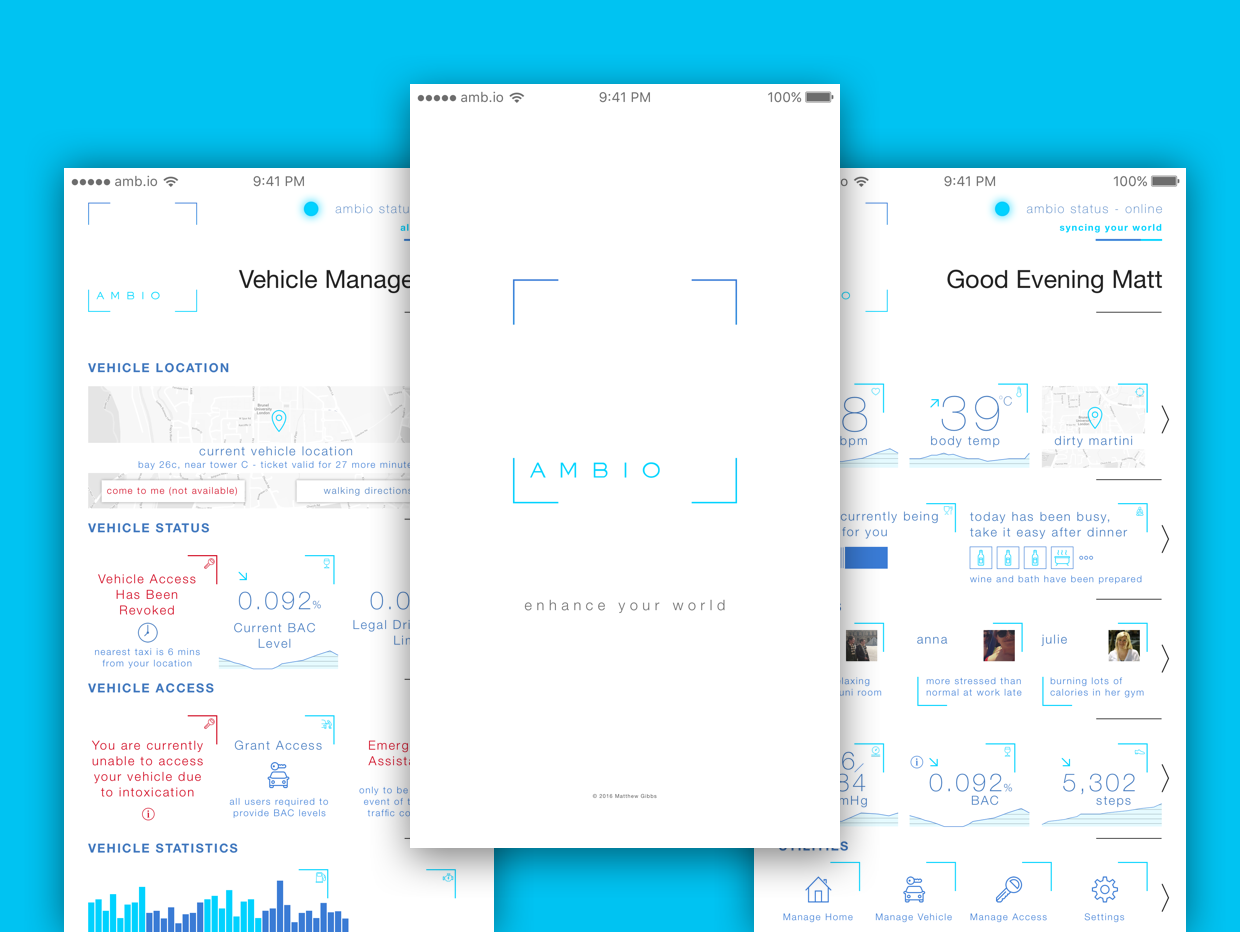 amb.io 9:41 PM
ambio statu
al
Vehicle Manage
AMBIO
VEHICLE LOCATION
current vehicle location
bay 26c, near tower C - ticket valid for 27 more minute
come to me (not available)
walking directions
VEHICLE STATUS
Vehicle Access
Has Been
Revoked
nearest taxi is 6 mins
from your location
0.092%
Current BAC
Level
0.0
Legal Dri
Lin
VEHICLE ACCESS
You are currently
unable to access
your vehicle due
to intoxication
Grant Access
all users required to
provide BAC levels
Emerg
Assist
only to be
event of t
traffic co
VEHICLE STATISTICS
amb.io 9:41 PM 100%
AMBIO
enhance your world
© 2016 Matthew Gibbs
o 9:41 PM 100%
ambio status - online
syncing your world
Good Evening Matt
O
8
bpm
39°C
body temp
dirty martini
currently being
for you
today has been busy,
take it easy after dinner
wine and bath have been prepared
S
laxing
uni room
anna
more stressed than
normal at work late
julie
burning lots of
calories in her gym
6/
84
mHg
0.092%
BAC
5,302
steps
UTILITIES
Manage Home
Manage Vehicle
Manage Access
Settings